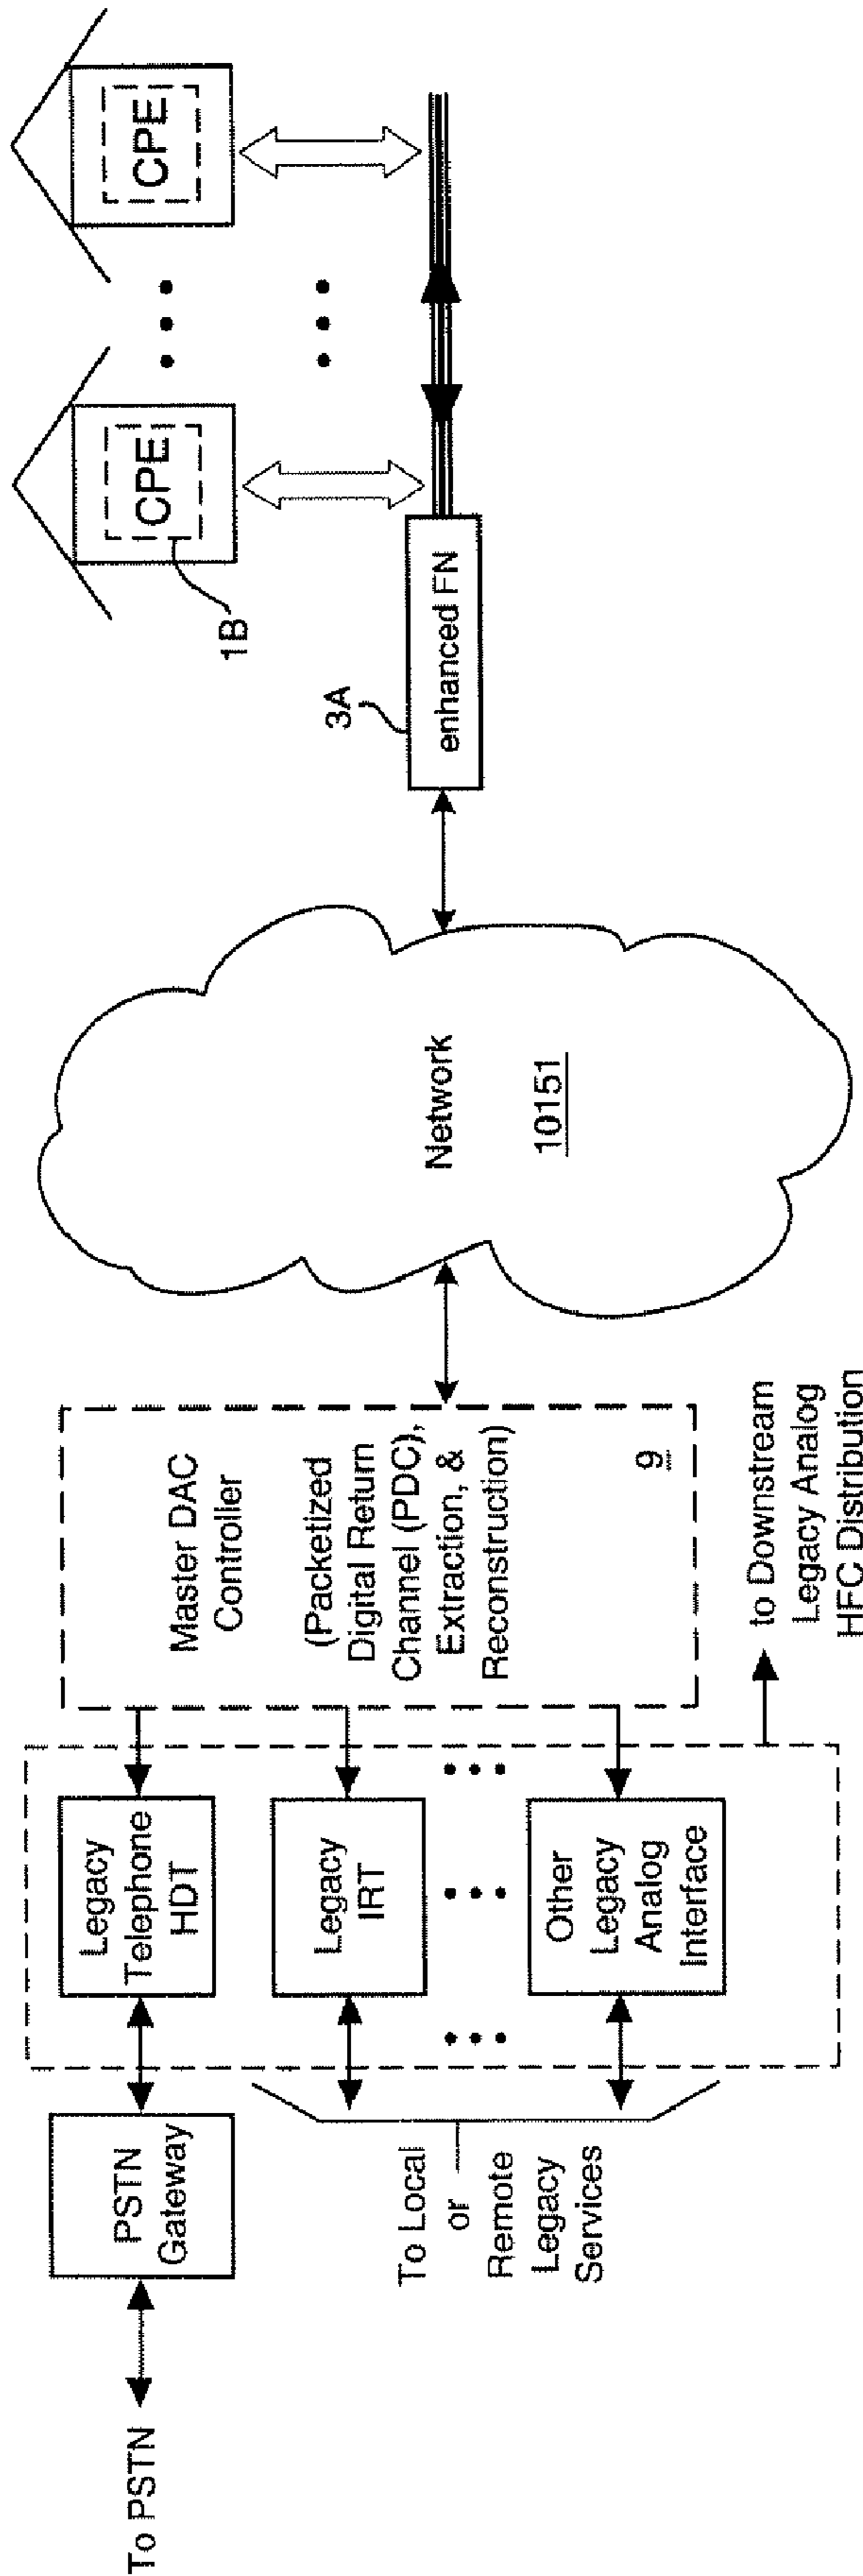 To PSTN
PSTN
Gateway
To Local
or
Remote
Legacy
Services
Legacy
Telephone
HDT
Legacy
IRT
Other
Legacy
Analog
Interface
Master DAC
Controller
(Packetized
Digital Return
Channel (PDC),
Extraction, &
Reconstruction)
9
to Downstream
Legacy Analog
HFC Distribution
Network
10151
3A
enhanced FN
1B
CPE
CPE